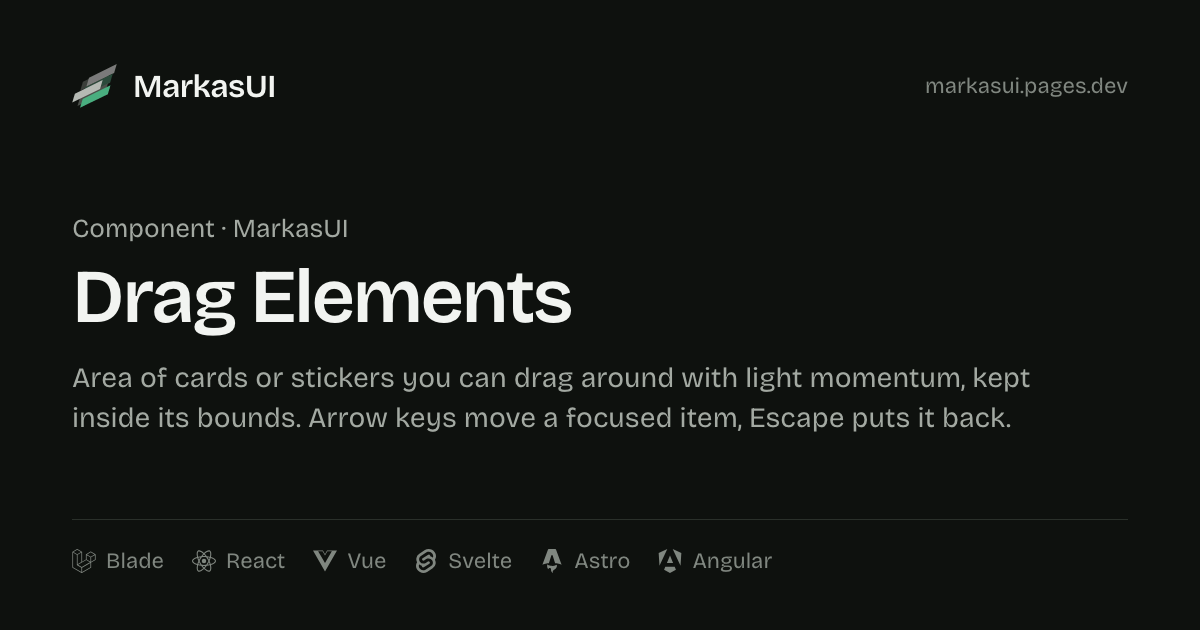 MarkasUI
markasui.pages.dev
Component · MarkasUI
Drag Elements
Area of cards or stickers you can drag around with light momentum, kept
inside its bounds. Arrow keys move a focused item, Escape puts it back.
Blade React Vue Svelte Astro Angular